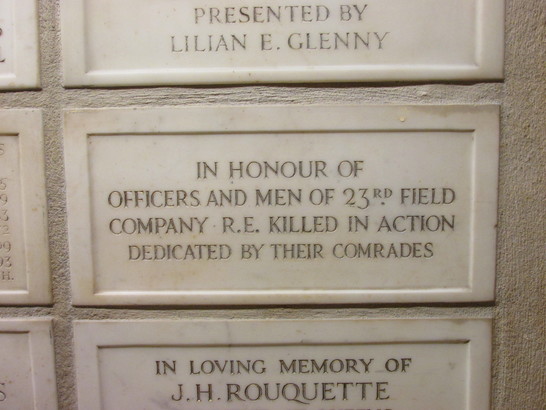 PRESENTED BY
LILIAN E. GLENNY
IN HONOUR OF
OFFICERS AND MEN OF 23RD. FIELD
COMPANY R.E. KILLED IN ACTION
DEDICATED BY THEIR COMRADES
IN LOVING MEMORY OF
J.H. ROUQUETTE